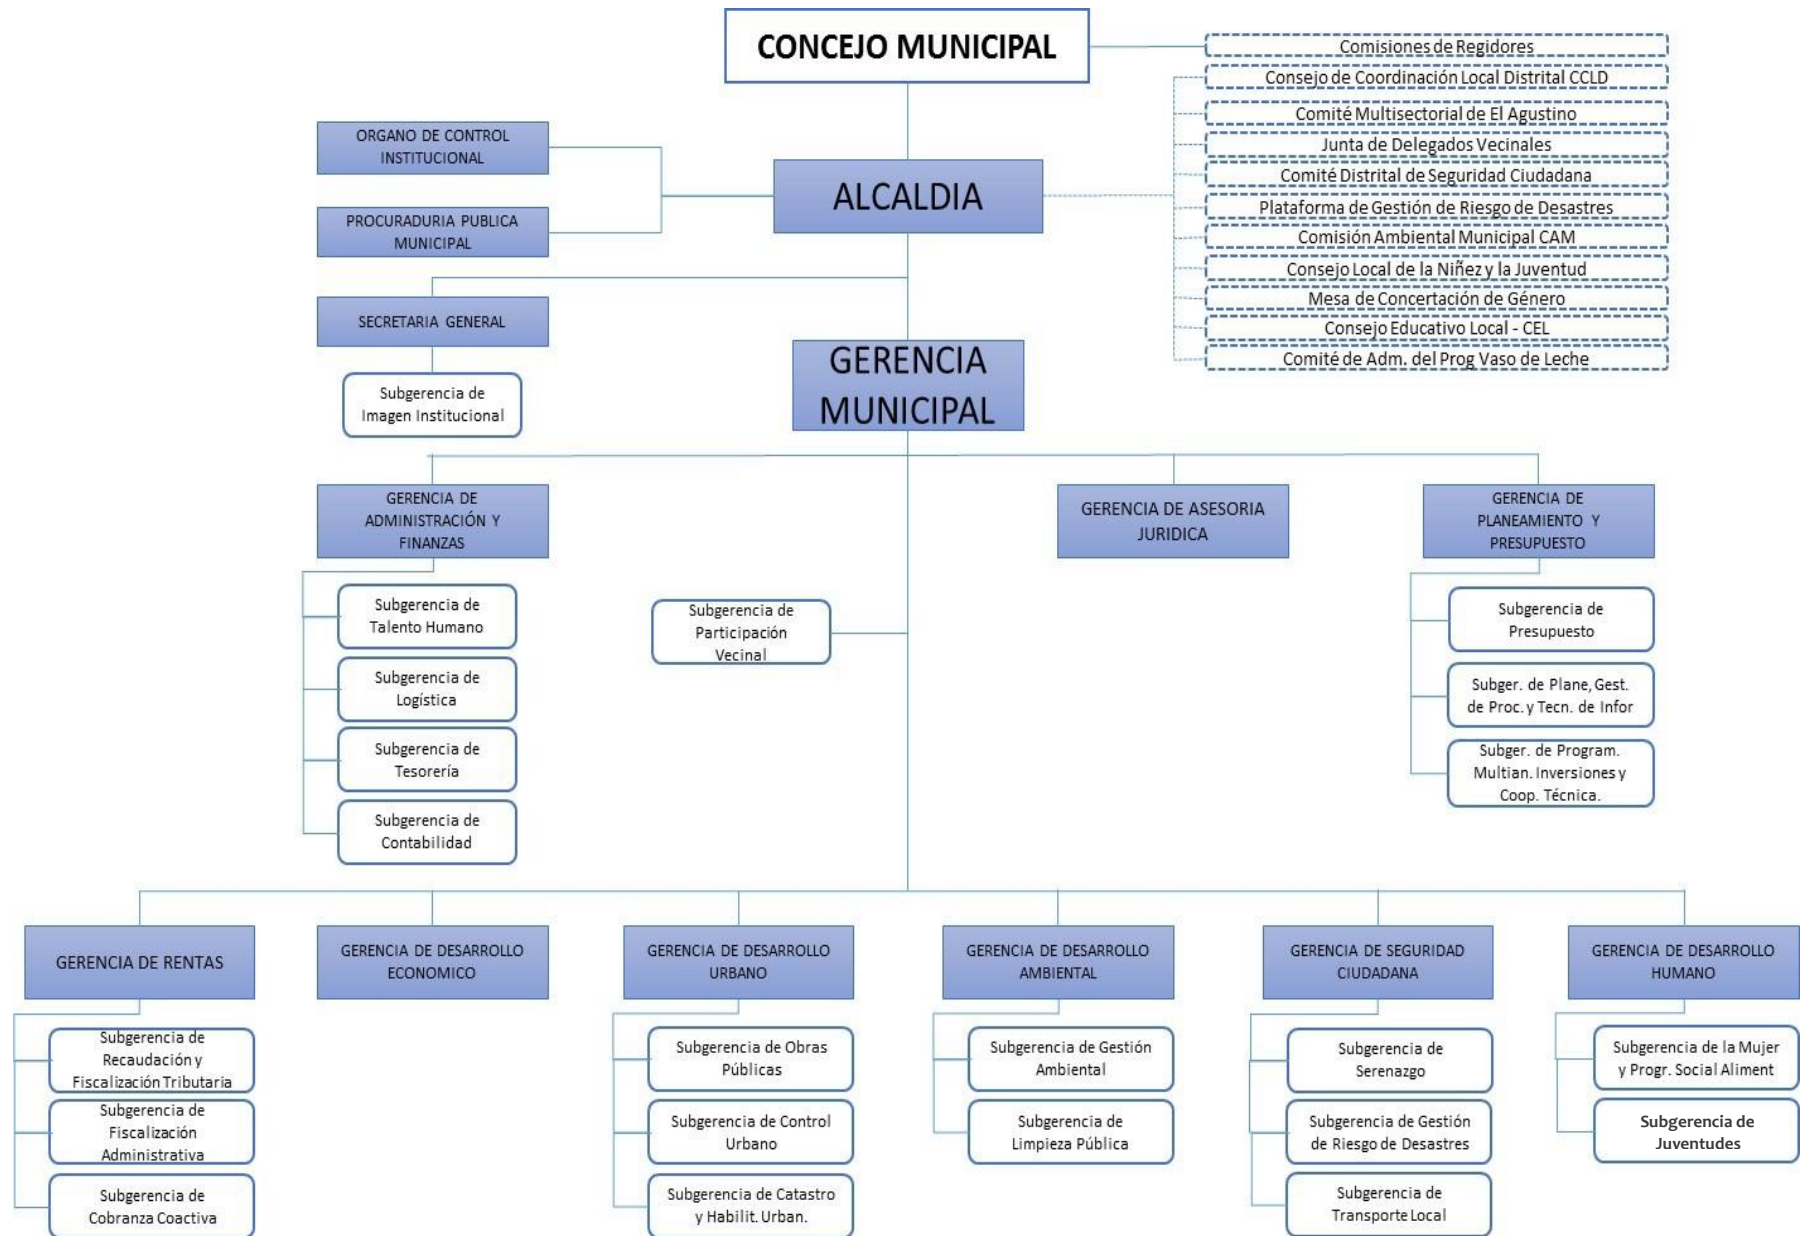 CONCEJO MUNICIPAL
Comisiones de Regidores
Consejo de Coordinación Local Distrital CCLD
Comité Multisectorial de El Agustino
Junta de Delegados Vecinales
Comité Distrital de Seguridad Ciudadana
Plataforma de Gestión de Riesgo de Desastres
Comisión Ambiental Municipal CAM
Consejo Local de la Niñez y la Juventud
Mesa de Concertación de Género
Consejo Educativo Local - CEL
Comité de Adm. del Prog Vaso de Leche
ORGANO DE CONTROL
INSTITUCIONAL
PROCURADURIA PUBLICA
MUNICIPAL
ALCALDIA
SECRETARIA GENERAL
Subgerencia de
Imagen Institucional
GERENCIA
MUNICIPAL
GERENCIA DE
ADMINISTRACIÓN Y
FINANZAS
GERENCIA DE ASESORIA
JURIDICA
GERENCIA DE
PLANEAMIENTO Y
PRESUPUESTO
Subgerencia de
Talento Humano
Subgerencia de
Logística
Subgerencia de
Tesorería
Subgerencia de
Contabilidad
Subgerencia de
Participación
Vecinal
Subgerencia de
Presupuesto
Subger. de Plane, Gest.
de Proc. y Tecn. de Infor
Subger. de Program.
Multian. Inversiones y
Coop. Técnica.
GERENCIA DE RENTAS
GERENCIA DE DESARROLLO
ECONOMICO
GERENCIA DE DESARROLLO
URBANO
GERENCIA DE DESARROLLO
AMBIENTAL
GERENCIA DE SEGURIDAD
CIUDADANA
GERENCIA DE DESARROLLO
HUMANO
Subgerencia de
Recaudación y
Fiscalización Tributaria
Subgerencia de
Fiscalización
Administrativa
Subgerencia de
Cobranza Coactiva
Subgerencia de Obras
Públicas
Subgerencia de Control
Urbano
Subgerencia de Catastro
y Habilit. Urban.
Subgerencia de Gestión
Ambiental
Subgerencia de
Limpieza Pública
Subgerencia de
Serenazgo
Subgerencia de Gestión
de Riesgo de Desastres
Subgerencia de
Transporte Local
Subgerencia de la Mujer
y Progr. Social Aliment
Subgerencia de
Juventudes